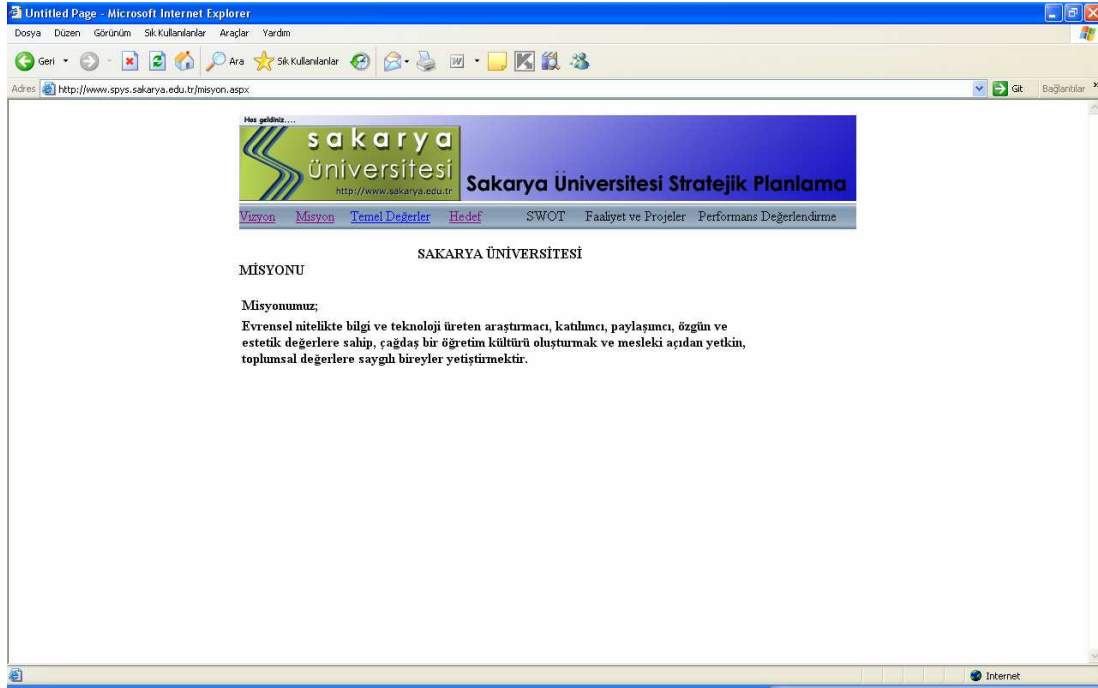 Untitled Page - Microsoft Internet Explorer
Dosya Düzen Görünüm Sık Kullanılanlar Araçlar Yardım
Geri Ara Sık Kullanılanlar
Adres http://www.spys.sakarya.edu.tr/misyon.aspx Git Bağlantılar
Hos geldiniz....
sakarya
üniversitesi
http://www.sakarya.edu.tr
Sakarya Üniversitesi Stratejik Planlama
Vizyon Misyon Temel Değerler Hedef SWOT Faaliyet ve Projeler Performans Değerlendirme
SAKARYA ÜNİVERSİTESİ
MİSYONU
Misyonumuz;
Evrensel nitelikte bilgi ve teknoloji üreten araştırmacı, katılımcı, paylaşımcı, özgün ve
estetik değerlere sahip, çağdaş bir öğretim kültürü oluşturmak ve mesleki açıdan yetkin,
toplumsal değerlere saygılı bireyler yetiştirmektir.
Internet